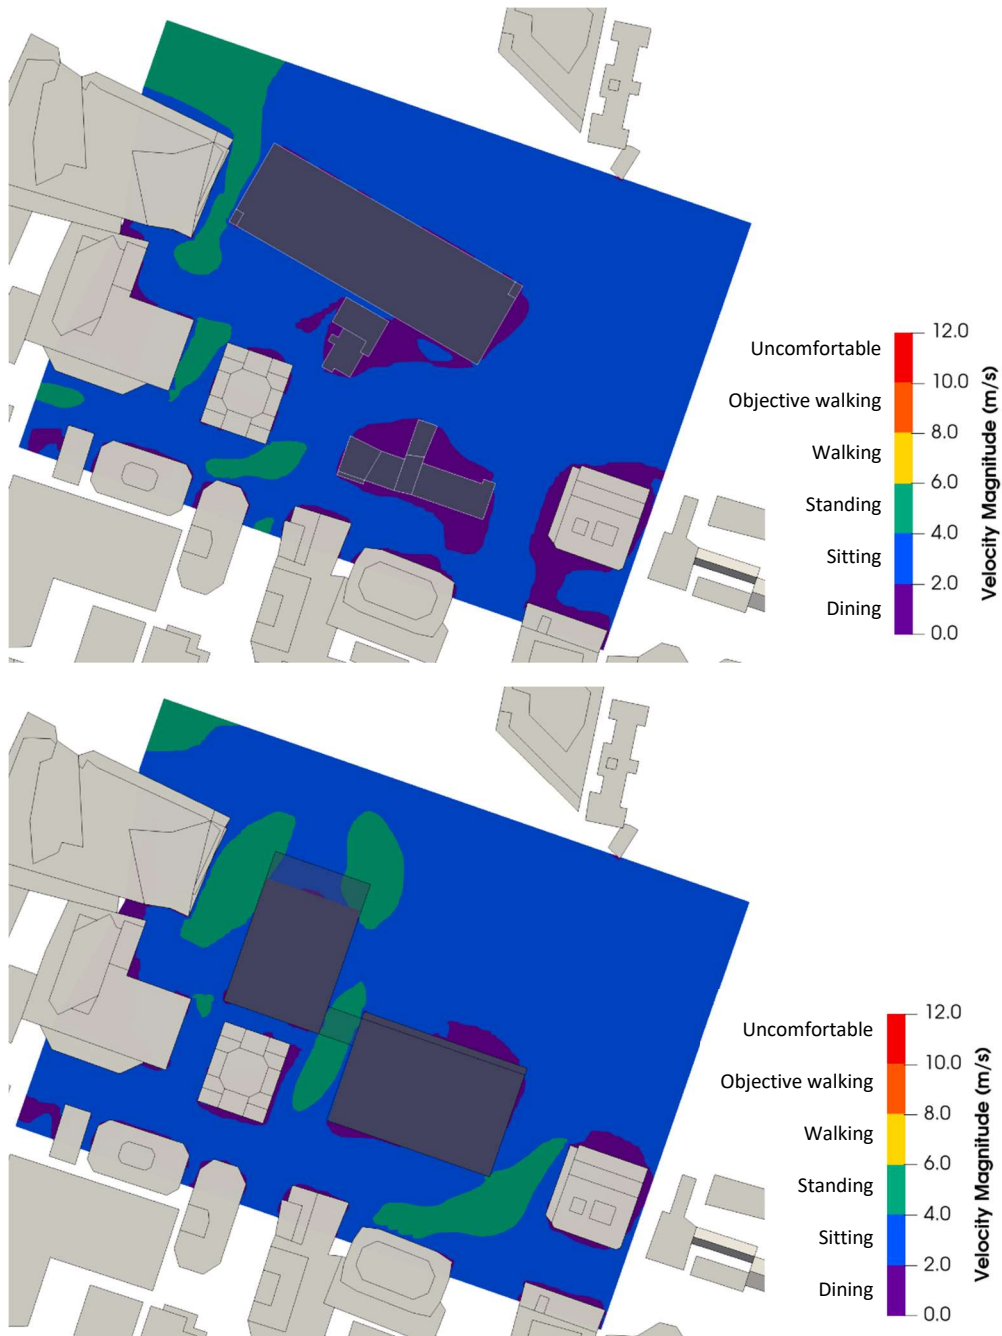 12.0
Uncomfortable
10.0
Objective walking
8.0
Walking
6.0
Standing
4.0
Sitting
2.0
Dining
0.0
Velocity Magnitude (m/s)
12.0
Uncomfortable
10.0
Objective walking
8.0
Walking
6.0
Standing
4.0
Sitting
2.0
Dining
0.0
Velocity Magnitude (m/s)